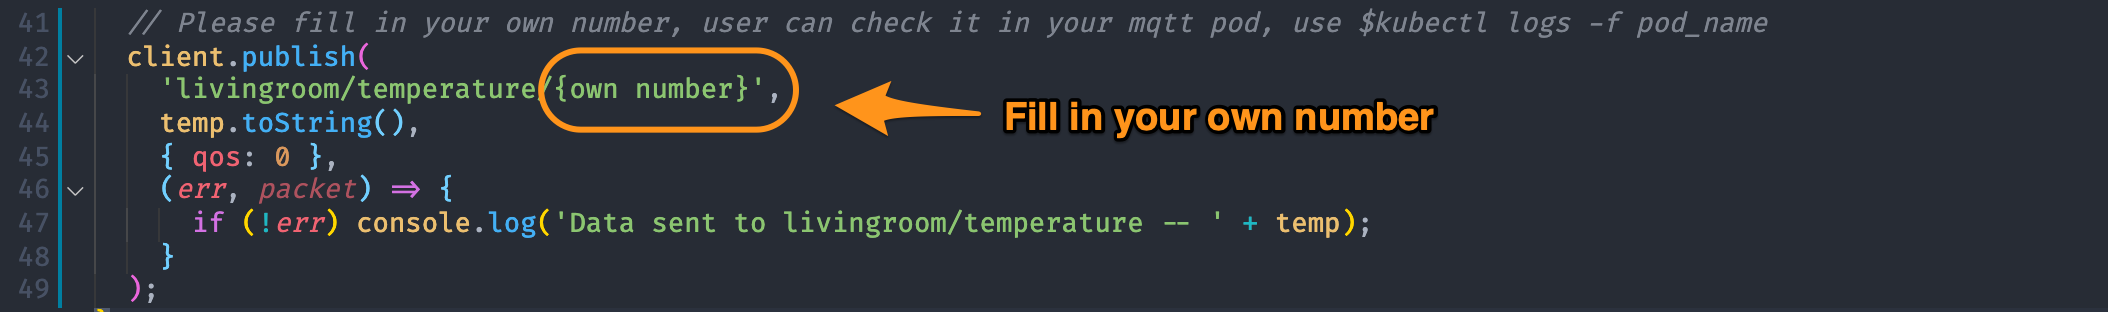 41 // Please fill in your own number, user can check it in your mqtt pod, use $kubectl logs -f pod_name
42 client.publish(
43 'livingroom/temperature/{own number}',
Fill in your own number
44 temp.toString(),
45 { qos: 0 },
46 (err, packet) => {
47 if (!err) console.log('Data sent to livingroom/temperature -- ' + temp);
48 }
49 );